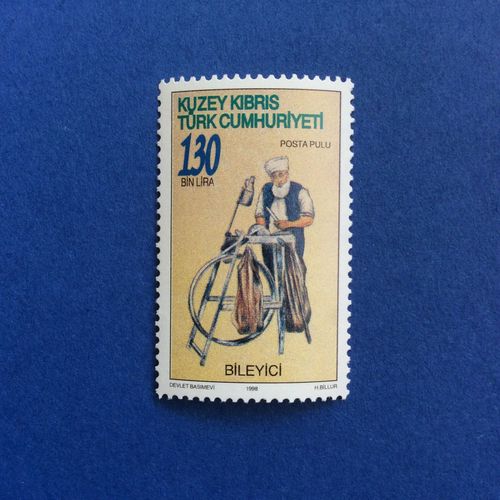 KUZEY KIBRIS
TÜRK CUMHURİYETİ
130
BİN LİRA
POSTA PULU
BİLEYİCİ
DEVLET BASIMEVİ 1998 H.BİLLUR